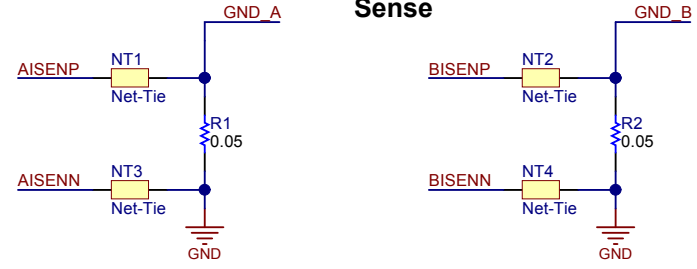 Sense
GND_A
GND_B
AISENP
NT1
Net-Tie
BISENP
NT2
Net-Tie
R1
0.05
R2
0.05
AISENN
NT3
Net-Tie
BISENN
NT4
Net-Tie
GND
GND